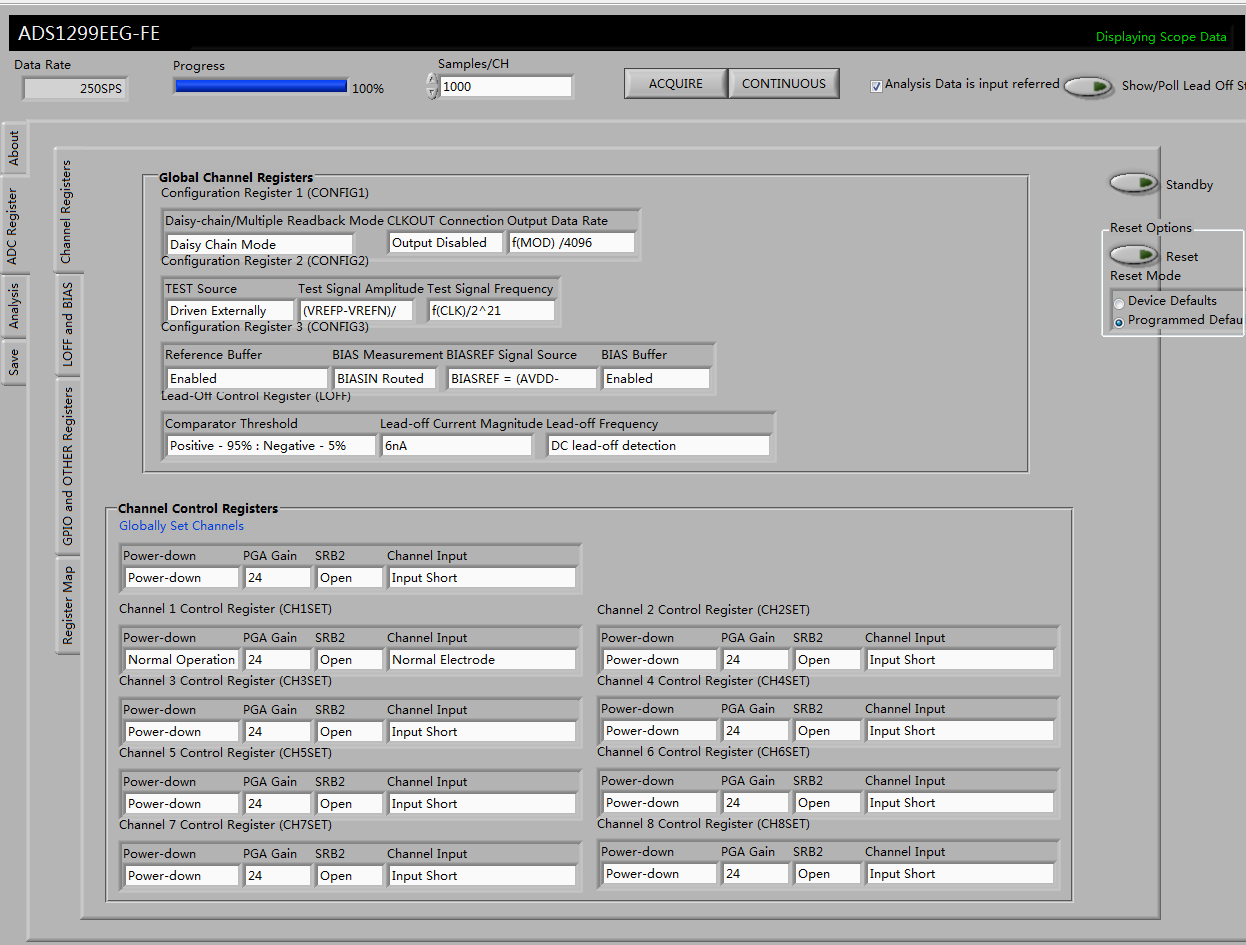 ADS1299EEG-FE
Displaying Scope Data
Data Rate
250SPS
Progress
100%
Samples/CH
1000
ACQUIRE
CONTINUOUS
Analysis Data is input referred
Show/Poll Lead Off
About
ADC Register
Analysis
Save
Channel Registers
LOFF and BIAS
GPIO and OTHER Registers
Register Map
Global Channel Registers
Configuration Register 1 (CONFIG1)
Daisy-chain/Multiple Readback Mode CLKOUT Connection Output Data Rate
Daisy Chain Mode Output Disabled f(MOD) /4096
Configuration Register 2 (CONFIG2)
TEST Source Test Signal Amplitude Test Signal Frequency
Driven Externally (VREFP-VREFN)/ f(CLK)/2^21
Configuration Register 3 (CONFIG3)
Reference Buffer BIAS Measurement BIASREF Signal Source BIAS Buffer
Enabled BIASIN Routed BIASREF = (AVDD- Enabled
Lead-Off Control Register (LOFF)
Comparator Threshold Lead-off Current Magnitude Lead-off Frequency
Positive - 95% : Negative - 5% 6nA DC lead-off detection
Standby
Reset Options
Reset
Reset Mode
Device Defaults
Programmed Defau
Channel Control Registers
Globally Set Channels
Power-down PGA Gain SRB2 Channel Input
Power-down 24 Open Input Short
Channel 1 Control Register (CH1SET)
Power-down PGA Gain SRB2 Channel Input
Normal Operation 24 Open Normal Electrode
Channel 2 Control Register (CH2SET)
Power-down PGA Gain SRB2 Channel Input
Power-down 24 Open Input Short
Channel 3 Control Register (CH3SET)
Power-down PGA Gain SRB2 Channel Input
Power-down 24 Open Input Short
Channel 4 Control Register (CH4SET)
Power-down PGA Gain SRB2 Channel Input
Power-down 24 Open Input Short
Channel 5 Control Register (CH5SET)
Power-down PGA Gain SRB2 Channel Input
Power-down 24 Open Input Short
Channel 6 Control Register (CH6SET)
Power-down PGA Gain SRB2 Channel Input
Power-down 24 Open Input Short
Channel 7 Control Register (CH7SET)
Power-down PGA Gain SRB2 Channel Input
Power-down 24 Open Input Short
Channel 8 Control Register (CH8SET)
Power-down PGA Gain SRB2 Channel Input
Power-down 24 Open Input Short